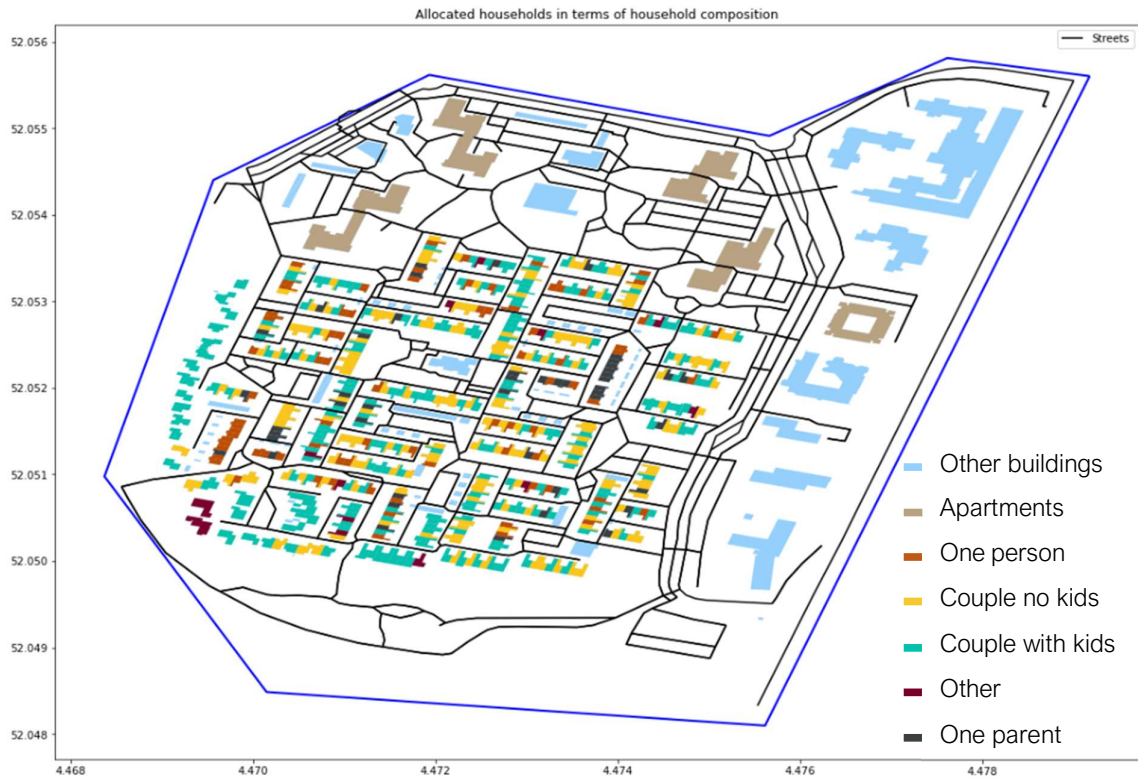 Allocated households in terms of household composition
Streets
52.056
52.055
52.054
52.053
52.052
52.051
52.050
52.049
52.048
Other buildings
Apartments
One person
Couple no kids
Couple with kids
Other
One parent
4.468 4.470 4.472 4.474 4.476 4.478